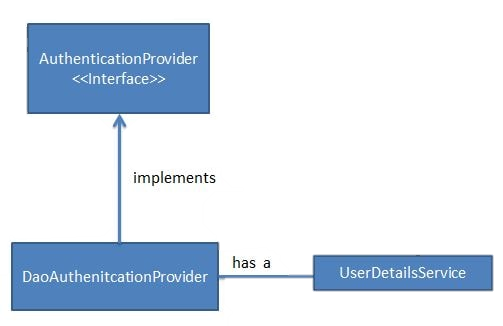 AuthenticationProvider
<<Interface>>
implements
DaoAuthenitcationProvider
has a
UserDetailsService